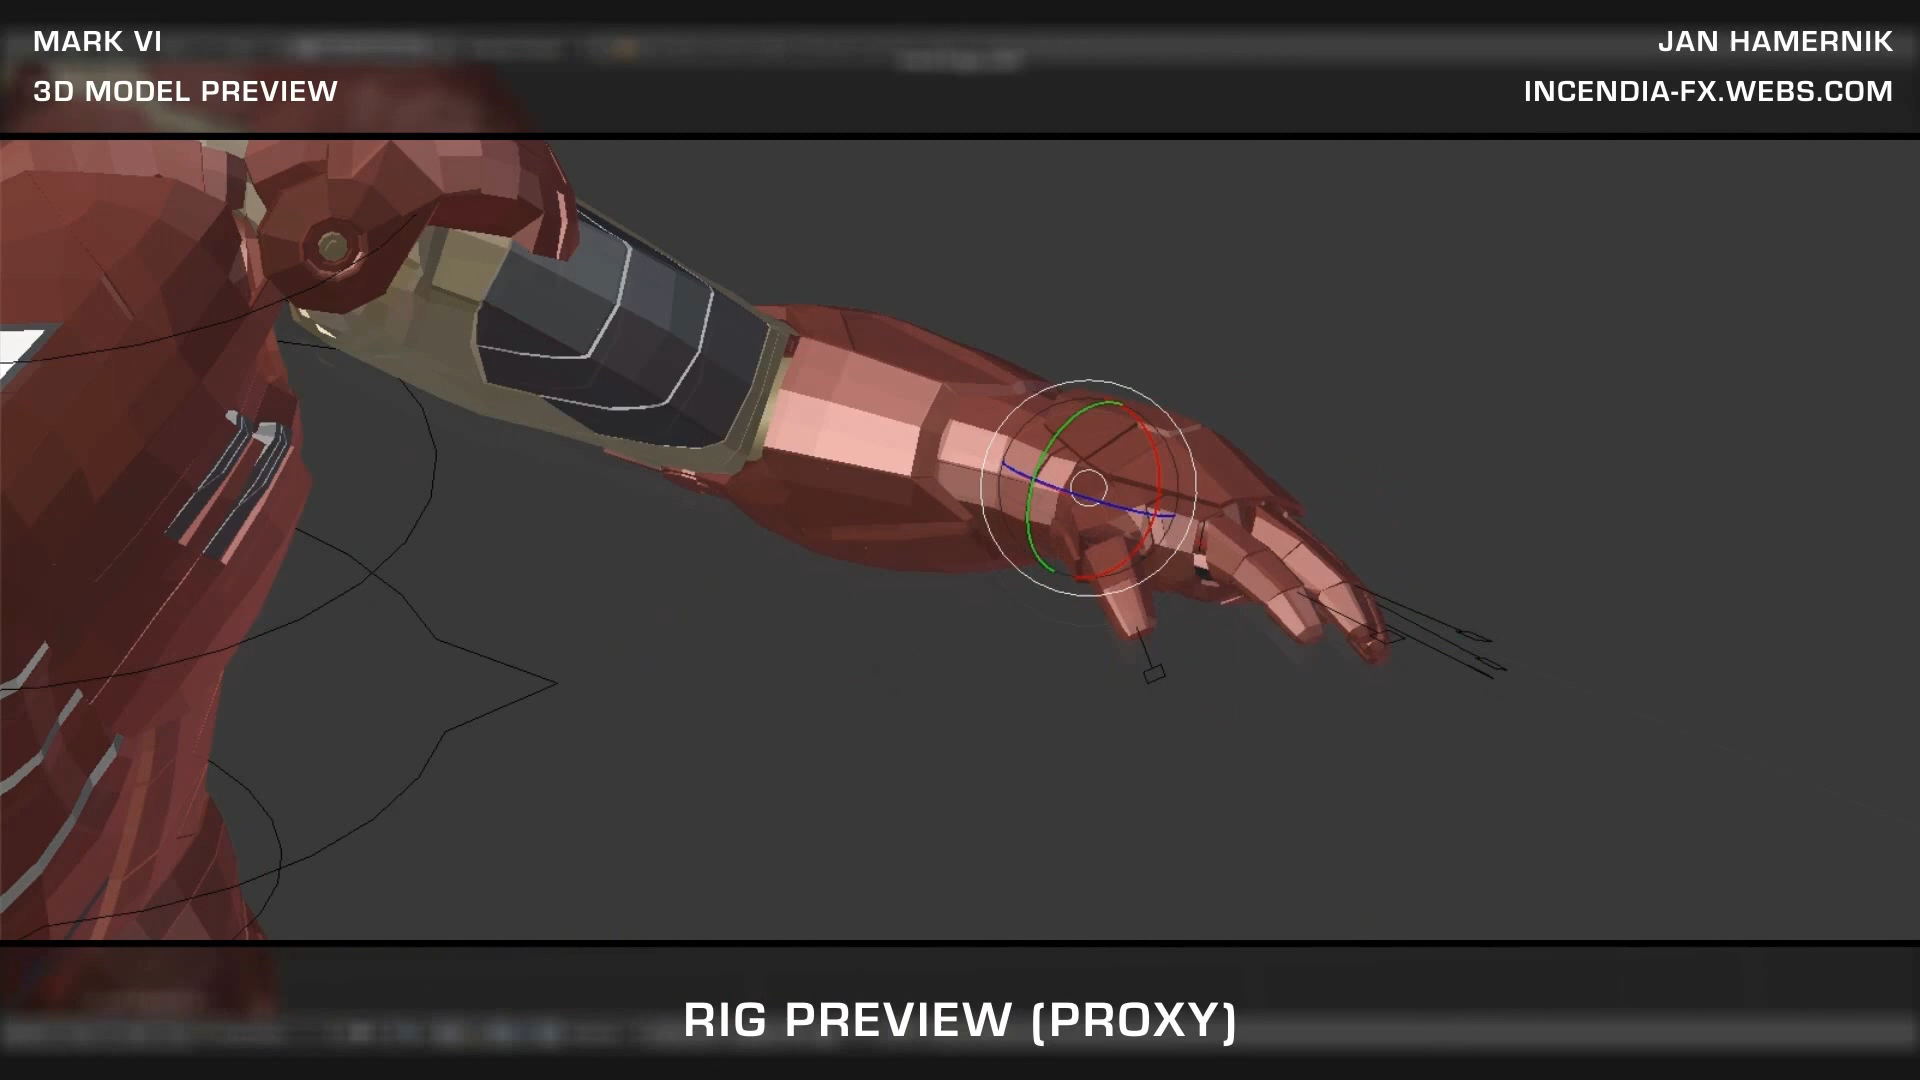 MARK VI
3D MODEL PREVIEW
JAN HAMERNIK
INCENDIA-FX.WEBS.COM
RIG PREVIEW (PROXY)